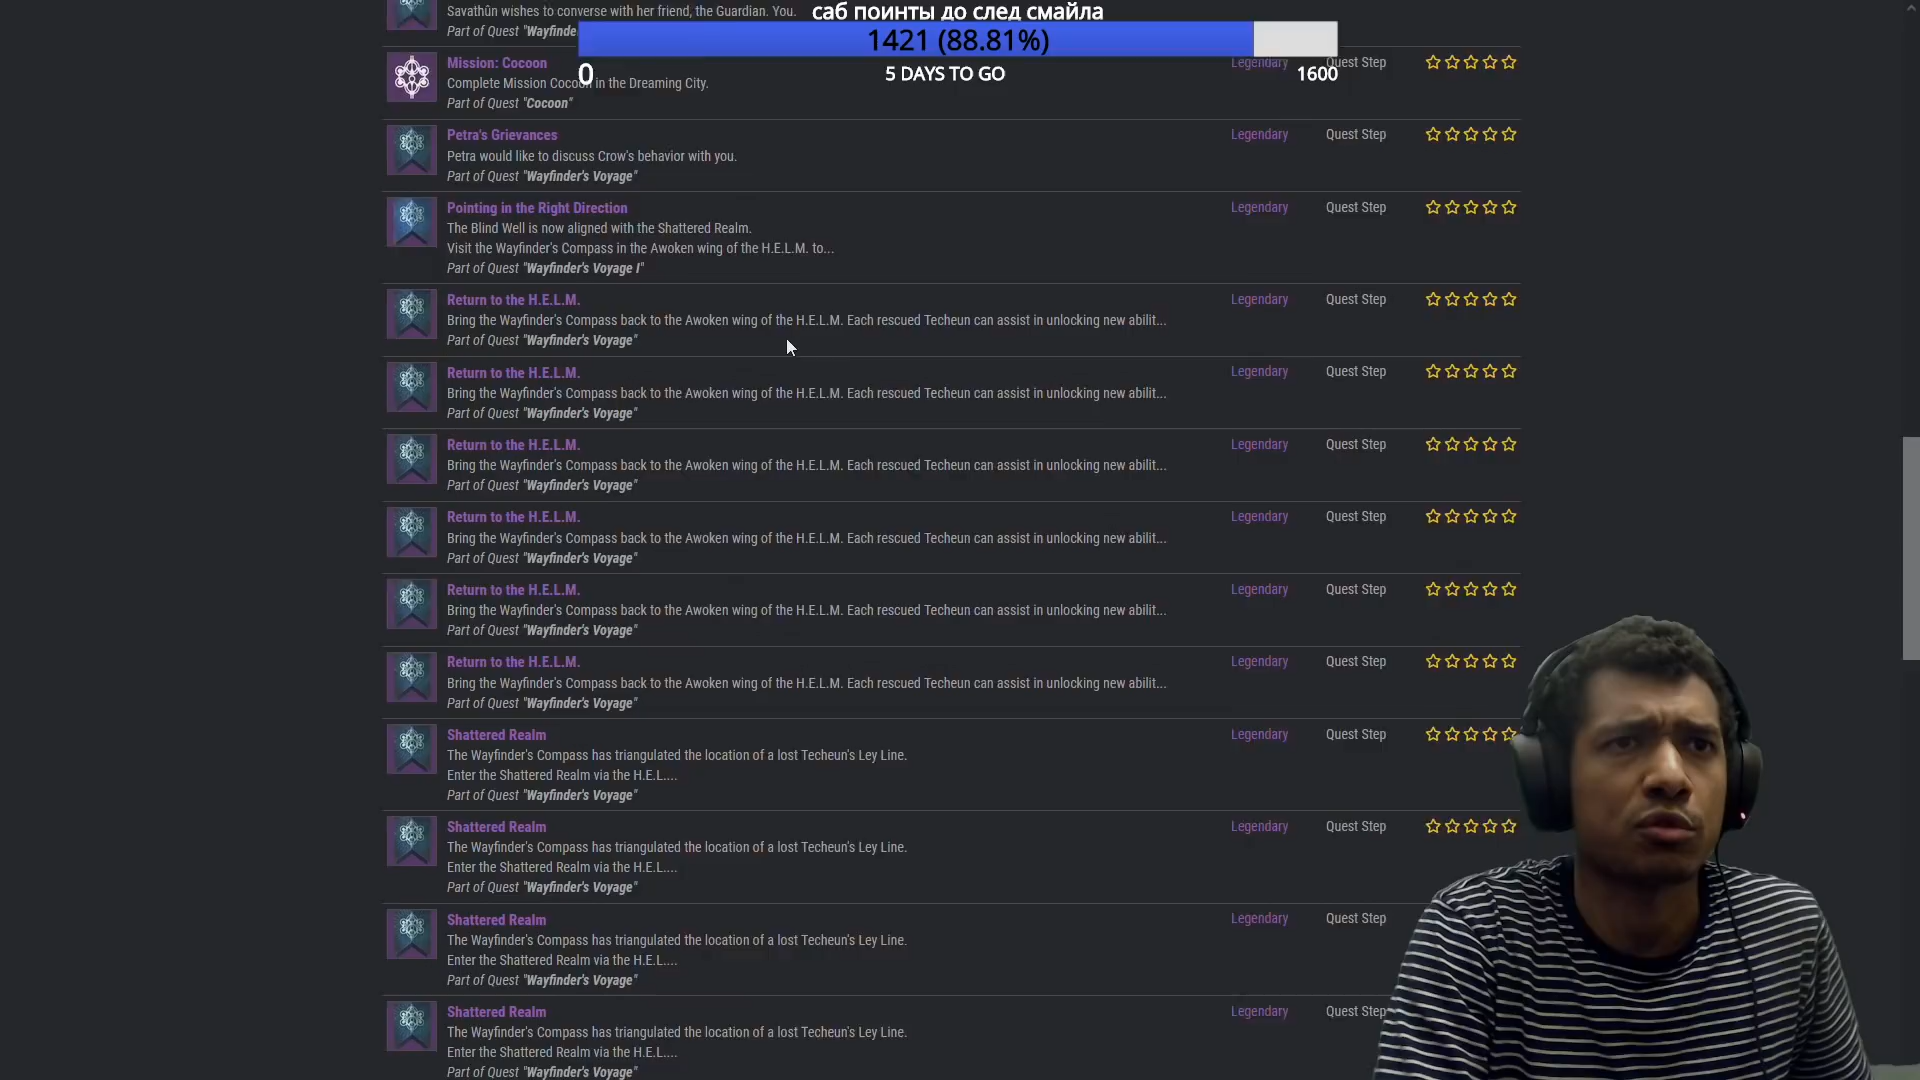 Savathûn wishes to converse with her friend, the Guardian. You.
саб поинты до след смайла
Part of Quest "Wayfinde
1421 (88.81%)
0
5 DAYS TO GO
1600
Mission: Cocoon
Legendary
Quest Step
Complete Mission Cocoon in the Dreaming City.
Part of Quest "Cocoon"
Petra's Grievances
Legendary
Quest Step
Petra would like to discuss Crow's behavior with you.
Part of Quest "Wayfinder's Voyage"
Pointing in the Right Direction
Legendary
Quest Step
The Blind Well is now aligned with the Shattered Realm.
Visit the Wayfinder's Compass in the Awoken wing of the H.E.L.M. to...
Part of Quest "Wayfinder's Voyage I"
Return to the H.E.L.M.
Legendary
Quest Step
Bring the Wayfinder's Compass back to the Awoken wing of the H.E.L.M. Each rescued Techeun can assist in unlocking new abilit...
Part of Quest "Wayfinder's Voyage"
Return to the H.E.L.M.
Legendary
Quest Step
Bring the Wayfinder's Compass back to the Awoken wing of the H.E.L.M. Each rescued Techeun can assist in unlocking new abilit...
Part of Quest "Wayfinder's Voyage"
Return to the H.E.L.M.
Legendary
Quest Step
Bring the Wayfinder's Compass back to the Awoken wing of the H.E.L.M. Each rescued Techeun can assist in unlocking new abilit...
Part of Quest "Wayfinder's Voyage"
Return to the H.E.L.M.
Legendary
Quest Step
Bring the Wayfinder's Compass back to the Awoken wing of the H.E.L.M. Each rescued Techeun can assist in unlocking new abilit...
Part of Quest "Wayfinder's Voyage"
Return to the H.E.L.M.
Legendary
Quest Step
Bring the Wayfinder's Compass back to the Awoken wing of the H.E.L.M. Each rescued Techeun can assist in unlocking new abilit...
Part of Quest "Wayfinder's Voyage"
Return to the H.E.L.M.
Legendary
Quest Step
Bring the Wayfinder's Compass back to the Awoken wing of the H.E.L.M. Each rescued Techeun can assist in unlocking new abilit...
Part of Quest "Wayfinder's Voyage"
Shattered Realm
Legendary
Quest Step
The Wayfinder's Compass has triangulated the location of a lost Techeun's Ley Line.
Enter the Shattered Realm via the H.E.L....
Part of Quest "Wayfinder's Voyage"
Shattered Realm
Legendary
Quest Step
The Wayfinder's Compass has triangulated the location of a lost Techeun's Ley Line.
Enter the Shattered Realm via the H.E.L....
Part of Quest "Wayfinder's Voyage"
Shattered Realm
Legendary
Quest Step
The Wayfinder's Compass has triangulated the location of a lost Techeun's Ley Line.
Enter the Shattered Realm via the H.E.L....
Part of Quest "Wayfinder's Voyage"
Shattered Realm
Legendary
Quest Step
The Wayfinder's Compass has triangulated the location of a lost Techeun's Ley Line.
Enter the Shattered Realm via the H.E.L....
Part of Quest "Wayfinder's Voyage"